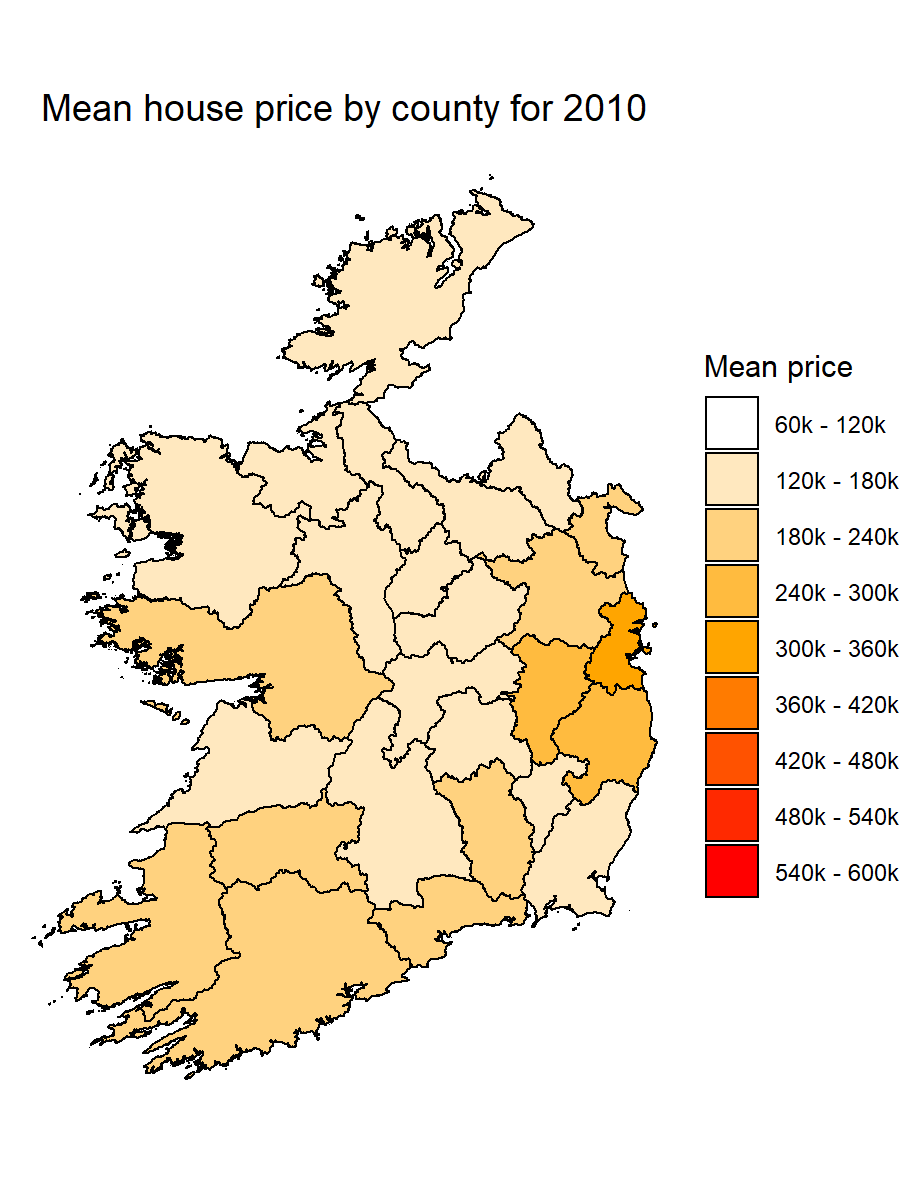 Mean house price by county for 2010
Mean price
60k - 120k
120k - 180k
180k - 240k
240k - 300k
300k - 360k
360k - 420k
420k - 480k
480k - 540k
540k - 600k